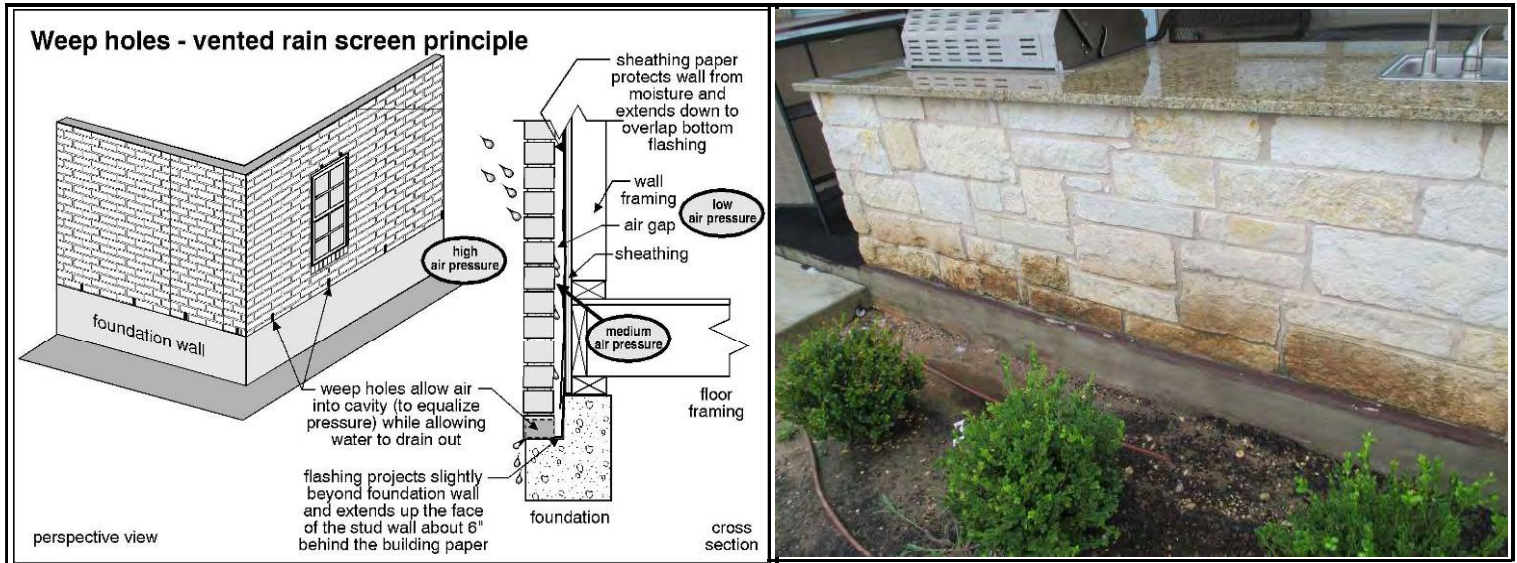 Weep holes - vented rain screen principle
sheathing paper
protects wall from
moisture and
extends down to
overlap bottom
flashing
wall
framing
low
air pressure
air gap
sheathing
high
air pressure
medium
air pressure
foundation wall
weep holes allow air
into cavity (to equalize
pressure) while allowing
water to drain out
floor
framing
flashing projects slightly
beyond foundation wall
and extends up the face
of the stud wall about 6"
behind the building paper
foundation
perspective view
cross
section